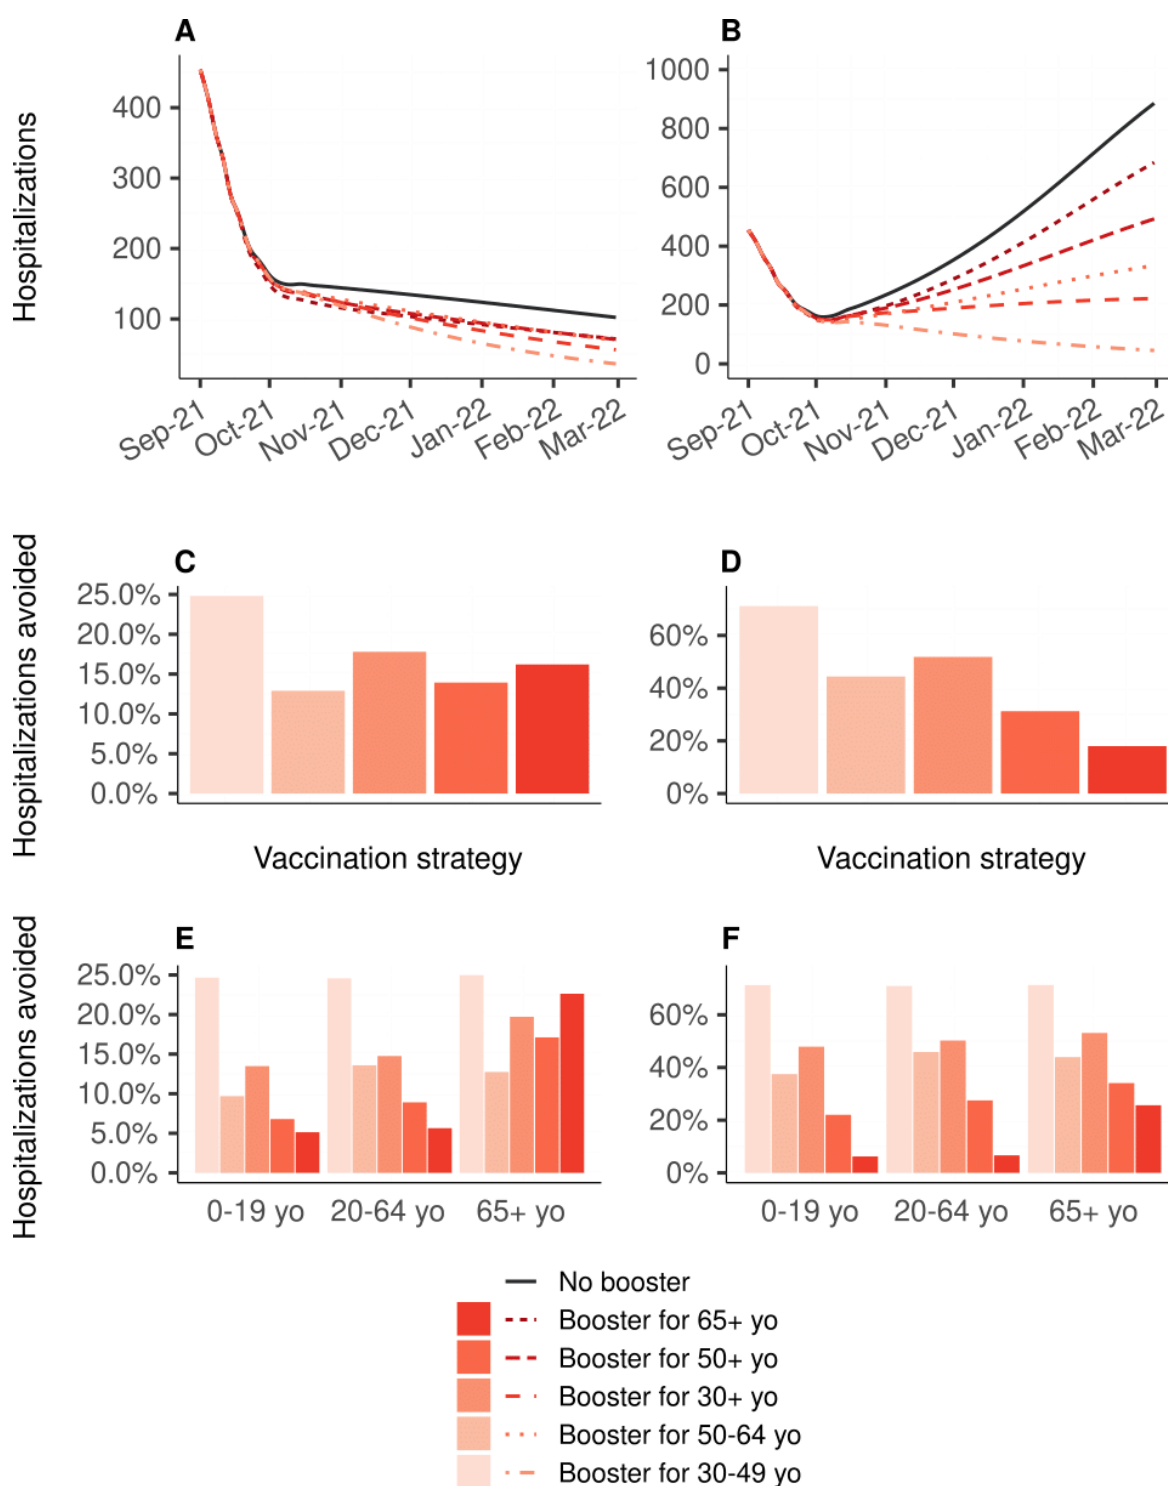 A
Hospitalizations
400
300
200
100
Sep-21
Oct-21
Nov-21
Dec-21
Jan-22
Feb-22
Mar-22
B
1000
800
600
400
200
0
Sep-21
Oct-21
Nov-21
Dec-21
Jan-22
Feb-22
Mar-22
C
Hospitalizations avoided
25.0%
20.0%
15.0%
10.0%
5.0%
0.0%
Vaccination strategy
D
60%
40%
20%
0%
Vaccination strategy
E
Hospitalizations avoided
25.0%
20.0%
15.0%
10.0%
5.0%
0.0%
0-19 yo
20-64 yo
65+ yo
F
60%
40%
20%
0%
0-19 yo
20-64 yo
65+ yo
No booster
Booster for 65+ yo
Booster for 50+ yo
Booster for 30+ yo
Booster for 50-64 yo
Booster for 30-49 yo